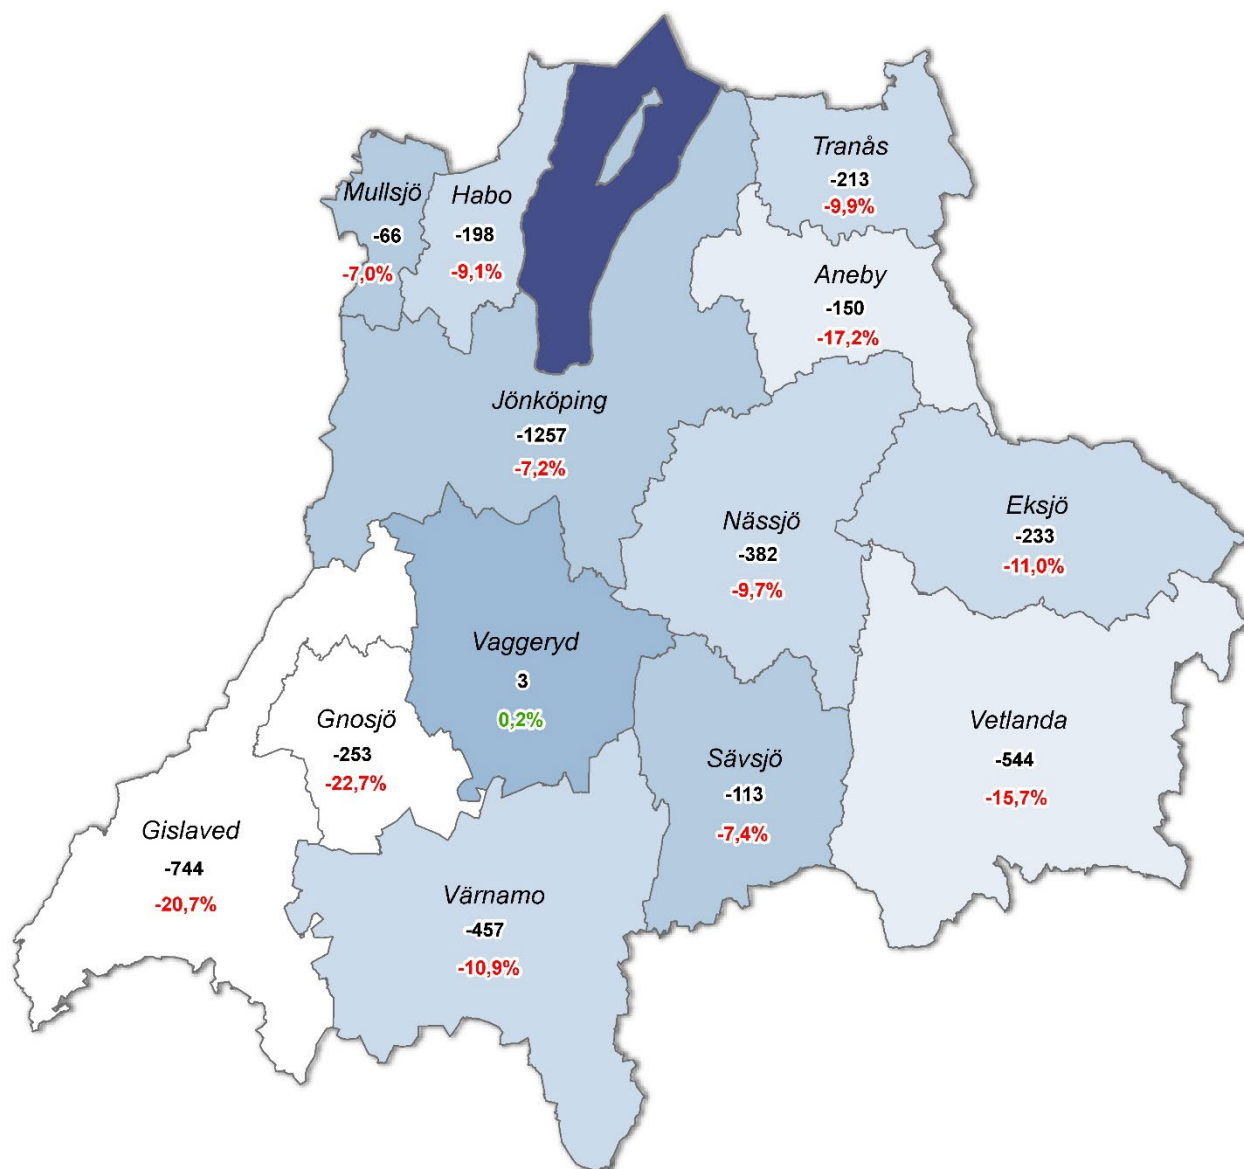 Tranås
-213
-9,9%
Mullsjö
-66
-7,0%
Habo
-198
-9,1%
Aneby
-150
-17,2%
Jönköping
-1257
-7,2%
Nässjö
-382
-9,7%
Eksjö
-233
-11,0%
Vaggeryd
3
0,2%
Gnosjö
-253
-22,7%
Sävsjö
-113
-7,4%
Vetlanda
-544
-15,7%
Gislaved
-744
-20,7%
Värnamo
-457
-10,9%